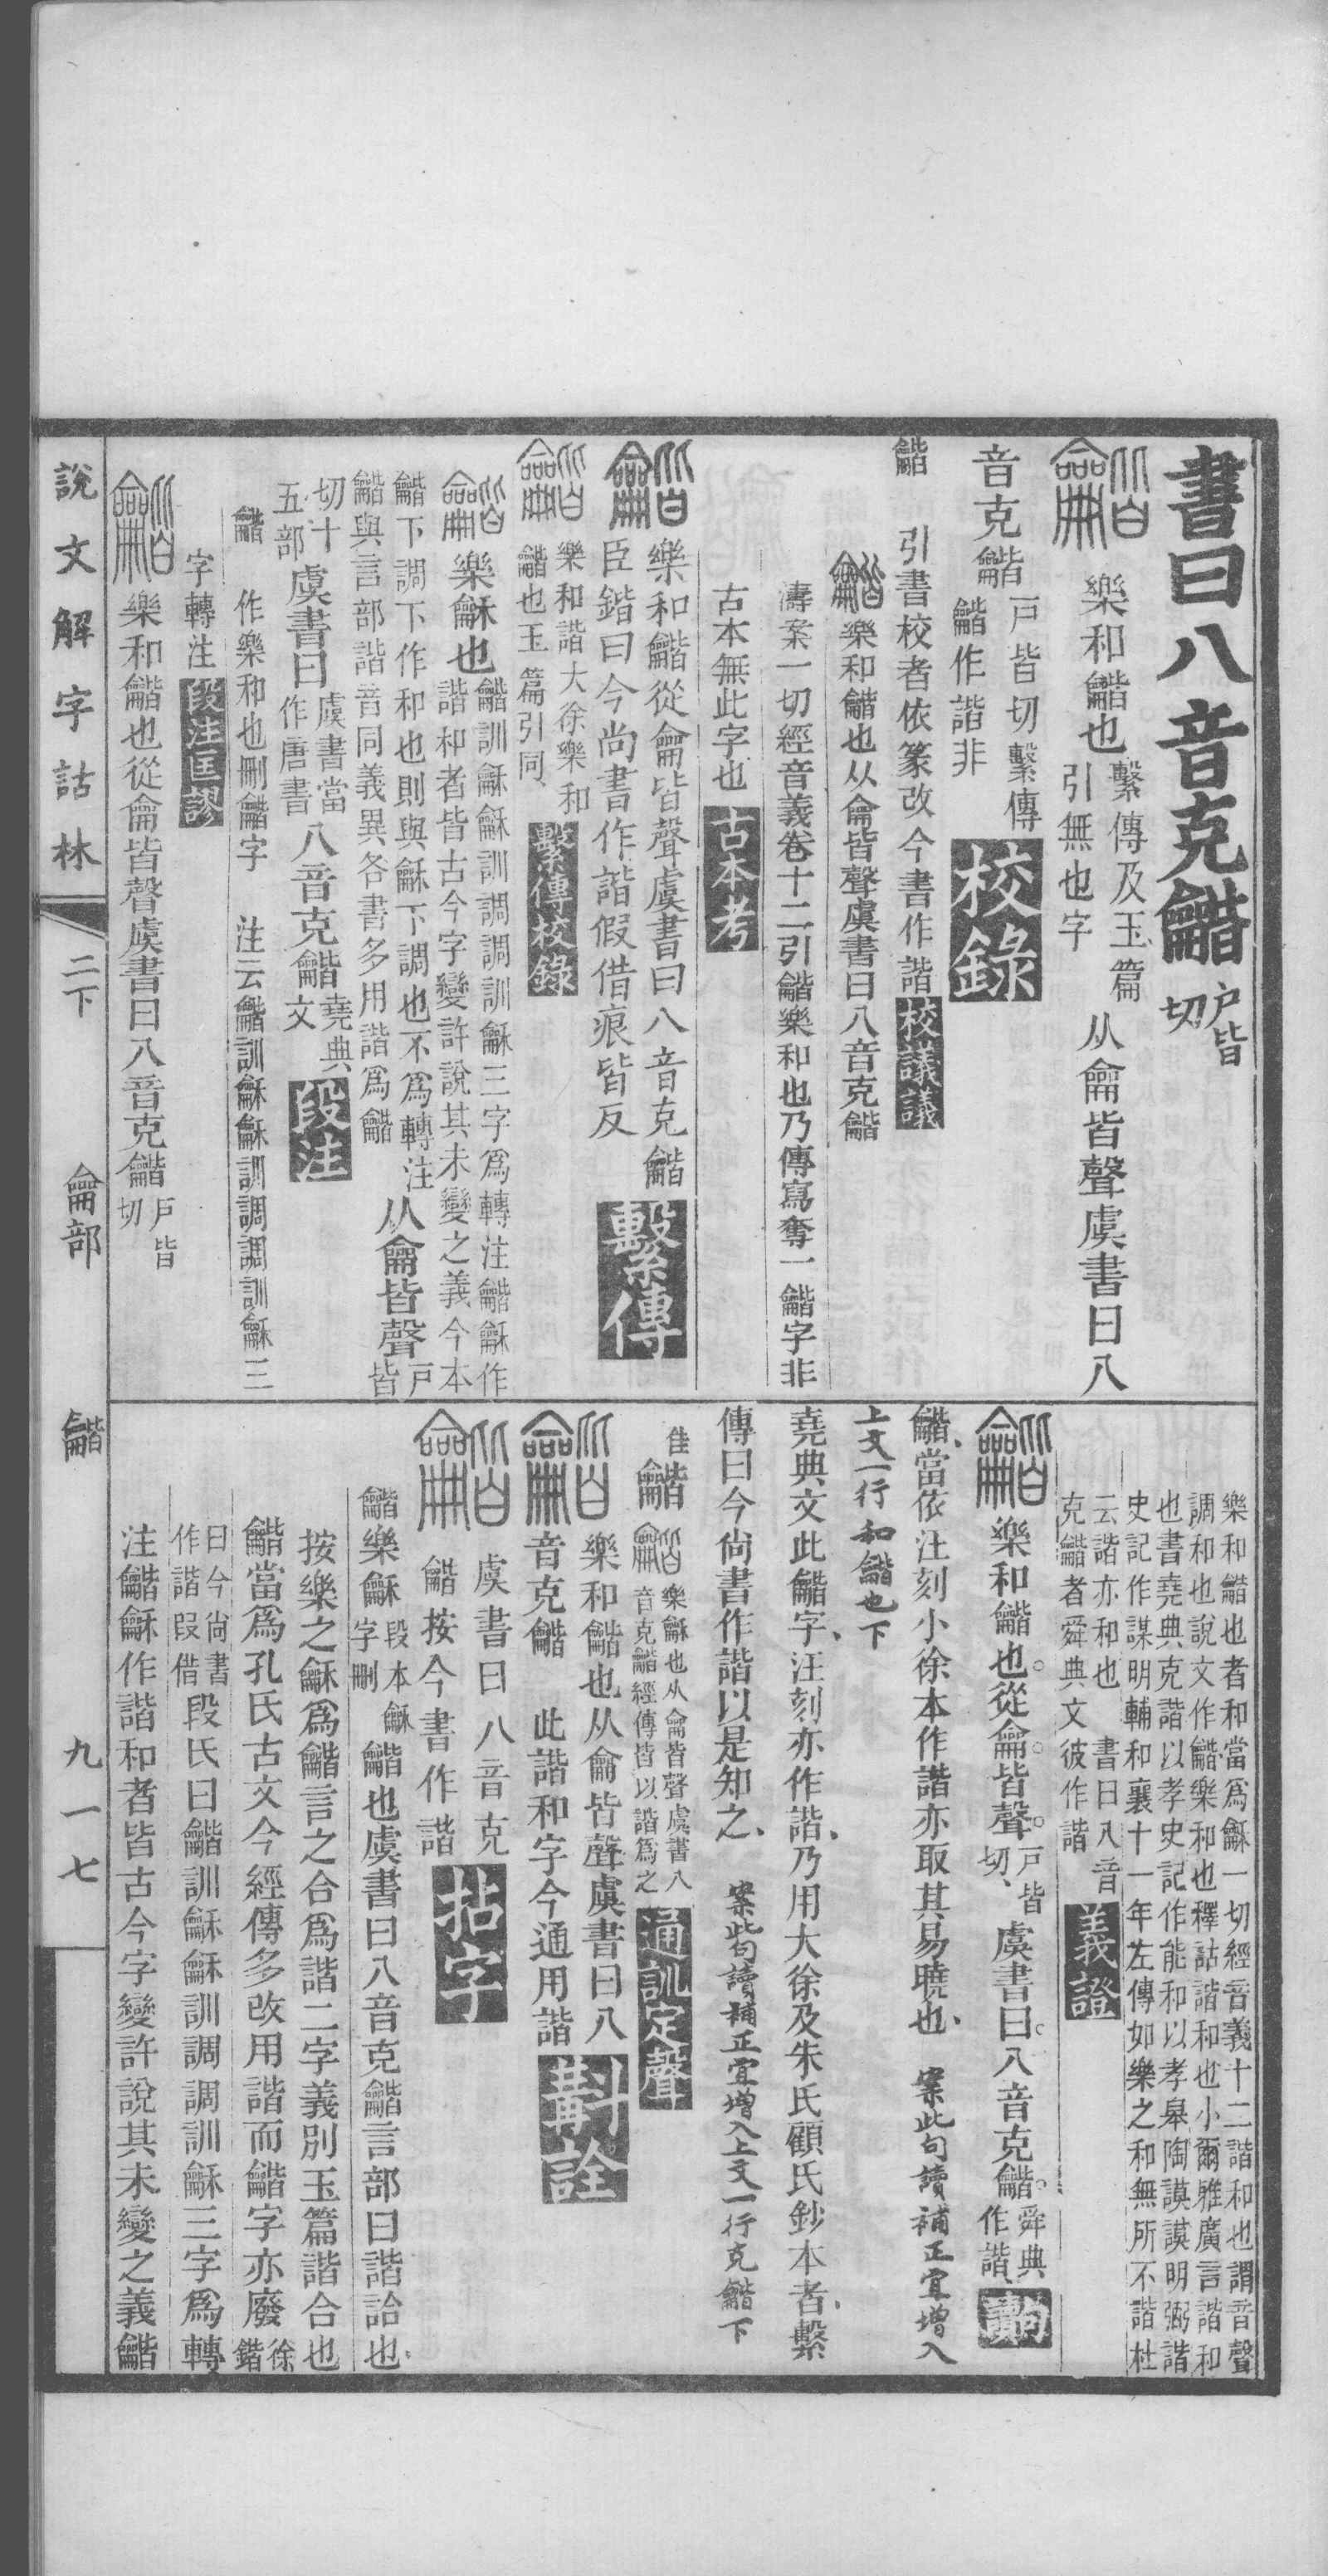 書曰八音克龤戶皆切
龤 樂和龤也繫傳及玉篇引無也字 从龠皆聲虞書曰八
音克龤戶皆切繫傳龤作諧非 校錄
龤 引書校者依篆改今書作諧 校議議
龤 樂和龤也从龠皆聲虞書曰八音克龤
濤案一切經音義卷十二引龤樂和也乃傳寫奪一龤字非
古本無此字也 古本考
龤 樂和龤從龠皆聲虞書曰八音克龤
臣鍇曰今尚書作諧假借痕皆反 繫傳
龤 樂和諧大徐樂和龤也玉篇引同 繫傳校錄
龤 樂龢也龤訓龢龢訓調調訓龢三字爲轉注龤龢作諧和者皆古今字變許說其未變之義今本
龤下調下作和也則與龢下調也不爲轉注龤與言部諧音同義異各書多用諧爲龤 从龠皆聲戶皆
切十五部 虞書曰虞書當作唐書 八音克龤堯典文 段注
龤 作樂和也刪龤字 注云龤訓龢龢訓調調訓龢三
字轉注 段注匡謬
龤 樂和龤也從龠皆聲虞書曰八音克龤戶皆切
樂和龤也者和當爲龢一切經音義十二諧和也謂音聲
調和也說文作龤樂和也釋詁諧和也小爾雅廣言諧和
也書堯典克諧以孝史記作能和以孝皋陶謨謨明弼諧
史記作謀明輔和襄十一年左傳如樂之和無所不諧杜
云諧亦和也 書曰八音克龤者舜典文彼作諧 義證
龤 樂和龤也從龠皆聲戶皆切虞書曰八音克龤舜典作諧
龤當依注刻小徐本作諧亦取其易曉也 案此句讀補正宜增入
上文一行和龤也下
堯典文此龤字汪刻亦作諧乃用大徐及朱氏顧氏鈔本者繫
傳曰今尚書作諧以是知之 案此句讀補正宜增入上文一行克龤下
佳龤 龤樂龢也从龠皆聲虞書八音克龤經傳皆以諧爲之 通訓定聲
龤 樂和龤也从龠皆聲虞書曰八
音克龤 此諧和字今通用諧 斠詮
龤 虞書曰八音克
龤按今書作諧 拈字
龤樂龢段本龢字刪龤也虞書曰八音克龤言部曰諧詥也
按樂之龢爲龤言之合爲諧二字義別玉篇諧合也
龤當爲孔氏古文今經傳多改用諧而龤字亦廢徐鍇
曰今尚書作諧叚借段氏曰龤訓龢龢訓調調訓龢三字爲轉
注龤龢作諧和者皆古今字變許說其未變之義龤
說文解字詁林 二下 龠部 龤 九一七